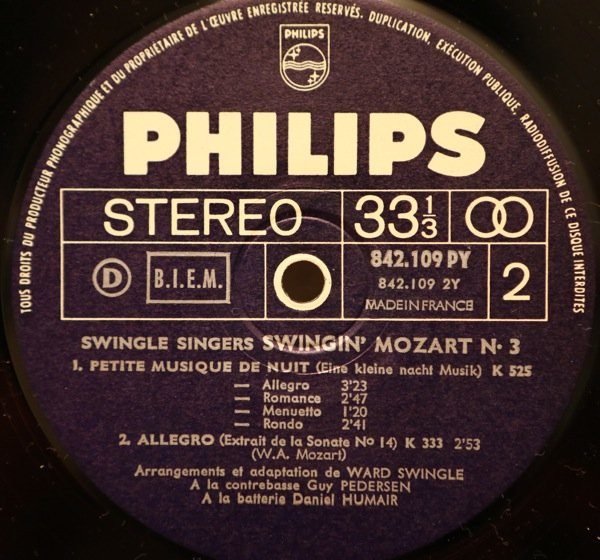 TOUS DROITS DU PRODUCTEUR PHONOGRAPHIQUE ET DU PROPRIÉTAIRE DE L'ŒUVRE ENREGISTRÉE RESERVÉS. DUPLICATION, EXÉCUTION PUBLIQUE, RADIODIFFUSION DE CE DISQUE INTERDITES
PHILIPS
PHILIPS
STEREO 33 1/3
D B.I.E.M. 842.109 PY
842.109 2Y
MADE IN FRANCE
2
SWINGLE SINGERS SWINGIN' MOZART N· 3
1. PETITE MUSIQUE DE NUIT (Eine kleine nacht Musik) K 525
— Allegro 3'23
— Romance 2'47
— Menuetto 1'20
— Rondo 2'41
2. ALLEGRO (Extrait de la Sonate No 14) K 333 2'53
(W.A. Mozart)
Arrangements et adaptation de WARD SWINGLE
A la contrebasse Guy PEDERSEN
A la batterie Daniel HUMAIR